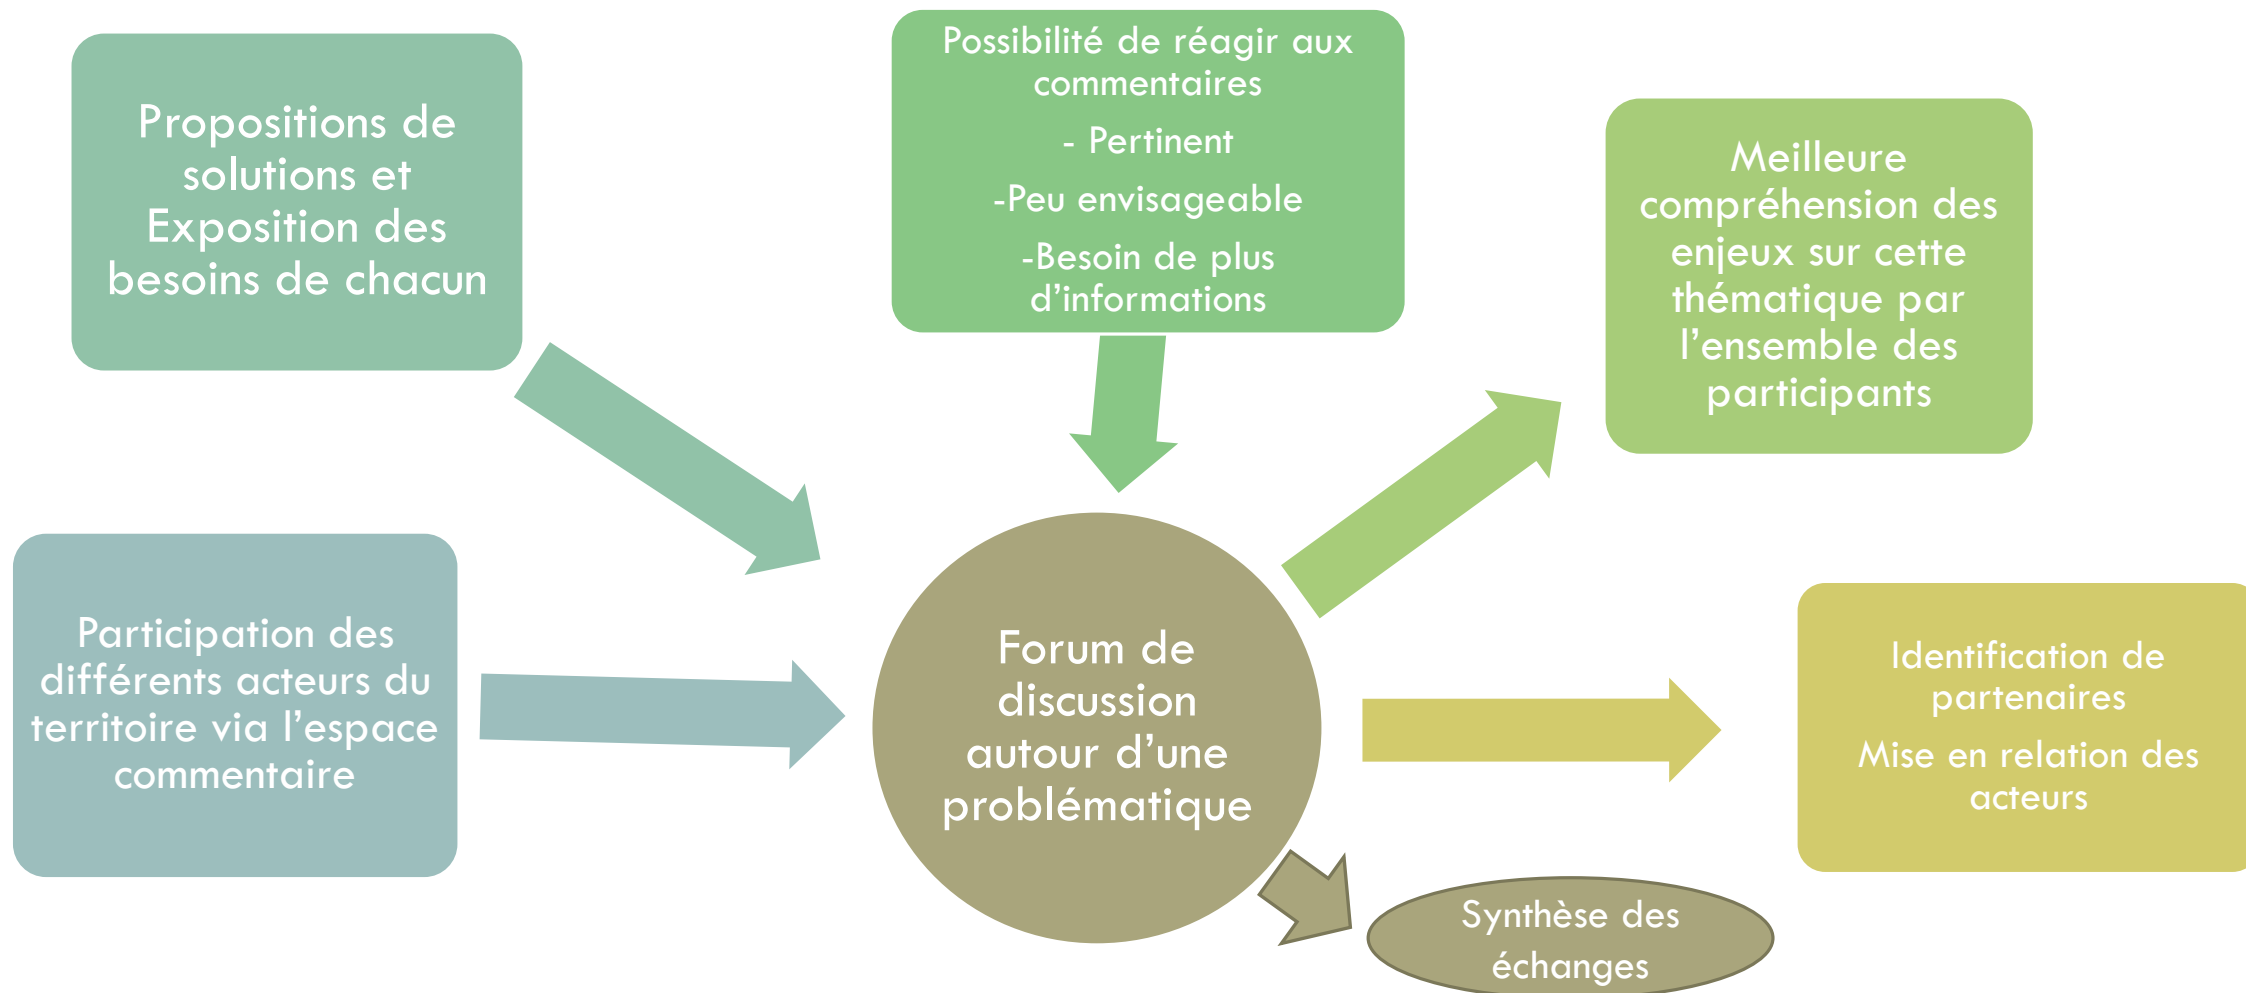 Propositions de
solutions et
Exposition des
besoins de chacun
Possibilité de réagir aux
commentaires
- Pertinent
-Peu envisageable
-Besoin de plus
d’informations
Meilleure
compréhension des
enjeux sur cette
thématique par
l’ensemble des
participants
Participation des
différents acteurs du
territoire via l’espace
commentaire
Forum de
discussion
autour d’une
problématique
Identification de
partenaires
Mise en relation des
acteurs
Synthèse des
échanges